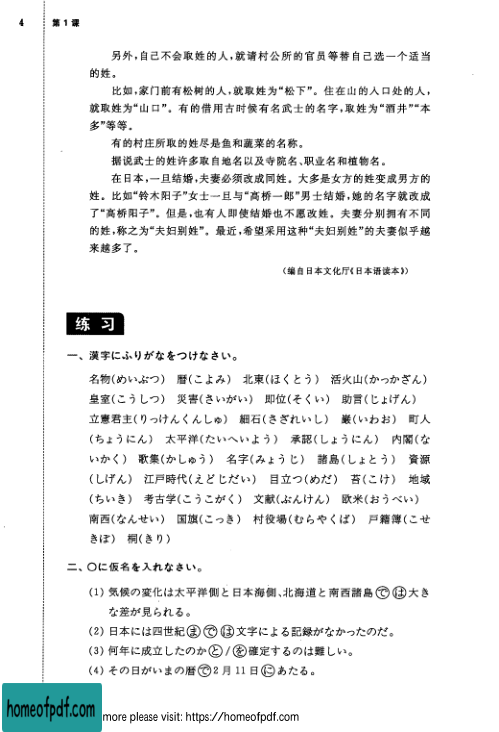 4 第1课
另外,自己不会取姓的人,就请村公所的官员等替自己选一个适当
的姓。
比如,家门前有松树的人,就取姓为“松下”。住在山的入口处的人,
就取姓为“山口”。有的借用古时候有名武士的名字,取姓为“酒井”“本
多”等等。
有的村庄所取的姓尽是鱼和蔬菜的名称。
据说武士的姓许多取自地名以及寺院名、职业名和植物名。
在日本,一旦结婚,夫妻必须改成同姓。大多是女方的姓变成男方的
姓。比如“铃木阳子”女士一旦与“高桥一郎”男士结婚,她的名字就改成
了“高桥阳子”。但是,也有人即使结婚也不愿改姓。夫妻分别拥有不同
的姓,称之为“夫妇别姓”。最近,希望采用这种“夫妇别姓”的夫妻似乎越
来越多了。
(编自日本文化厅《日本语读本》)
练 习
一、漢字にふりがなをつけなさい。
名物(めいぶつ) 暦(こよみ) 北東(ほくとう) 活火山(かっかざん)
皇室(こうしつ) 災害(さいがい) 即位(そくい) 助言(じょげん)
立憲君主(りっけんくんしゅ) 細石(さざれいし) 巌(いわお) 町人
(ちょうにん) 太平洋(たいへいよう) 承認(しょうにん) 内閣(な
いかく) 歌集(かしゅう) 名字(みょうじ) 諸島(しょとう) 資源
(しげん) 江戸時代(えどじだい) 目立つ(めだ) 苔(こけ) 地域
(ちいき) 考古学(こうこがく) 文献(ぶんけん) 欧米(おうべい)
南西(なんせい) 国旗(こっき) 村役場(むらやくば) 戸籍簿(こせ
きぼ) 桐(きり)
二、○に仮名を入れなさい。
(1) 気候の変化は太平洋側と日本海側、北海道と南西諸島では大き
な差が見られる。
(2) 日本には四世紀までは文字による記録がなかったのだ。
(3) 何年に成立したのかと/を確定するのは難しい。
(4) その日がいまの暦で2月11日にあたる。
homeofpdf.com
more please visit: https://homeofpdf.com